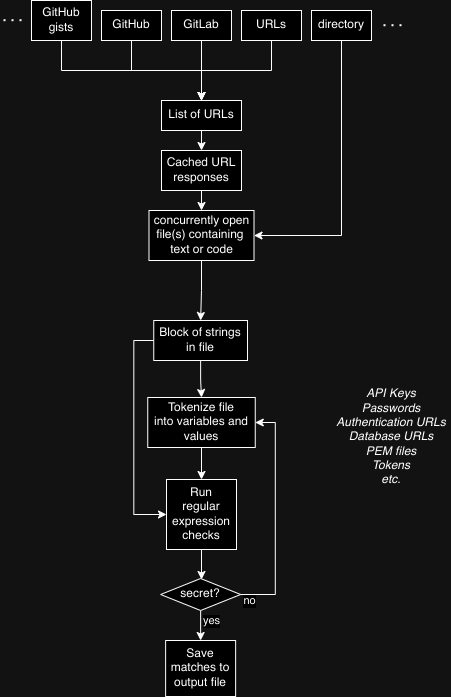 ...
GitHub
gists
GitHub
GitLab
URLs
directory
...
List of URLs
Cached URL
responses
concurrently open
file(s) containing
text or code
Block of strings
in file
Tokenize file
into variables and
values
API Keys
Passwords
Authentication URLs
Database URLs
PEM files
Tokens
etc.
Run
regular
expression
checks
secret?
no
yes
Save
matches to
output file